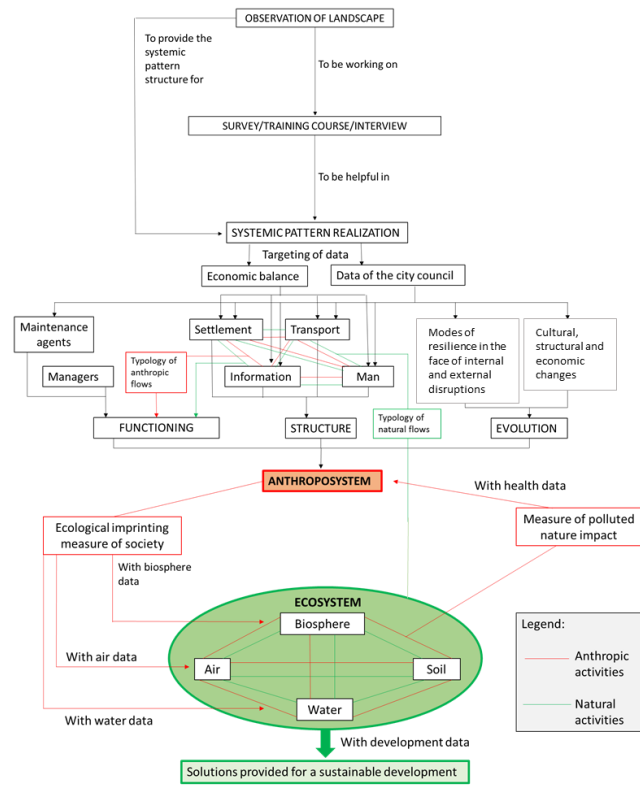 OBSERVATION OF LANDSCAPE
To provide the
systemic
pattern
structure for
To be working on
SURVEY/TRAINING COURSE/INTERVIEW
To be helpful in
SYSTEMIC PATTERN REALIZATION
Targeting of data
Economic balance
Data of the city council
Maintenance
agents
Settlement
Transport
Modes of
resilience in the
face of internal
and external
disruptions
Cultural,
structural and
economic
changes
Managers
Typology of
anthropic
flows
Information
Man
Typology of
natural flows
FUNCTIONING
STRUCTURE
EVOLUTION
ANTHROPOSYSTEM
With health data
Ecological imprinting
measure of society
Measure of polluted
nature impact
With biosphere
data
ECOSYSTEM
Biosphere
With air data
Air
Soil
With water data
Water
Legend:
Anthropic
activities
Natural
activities
With development data
Solutions provided for a sustainable development